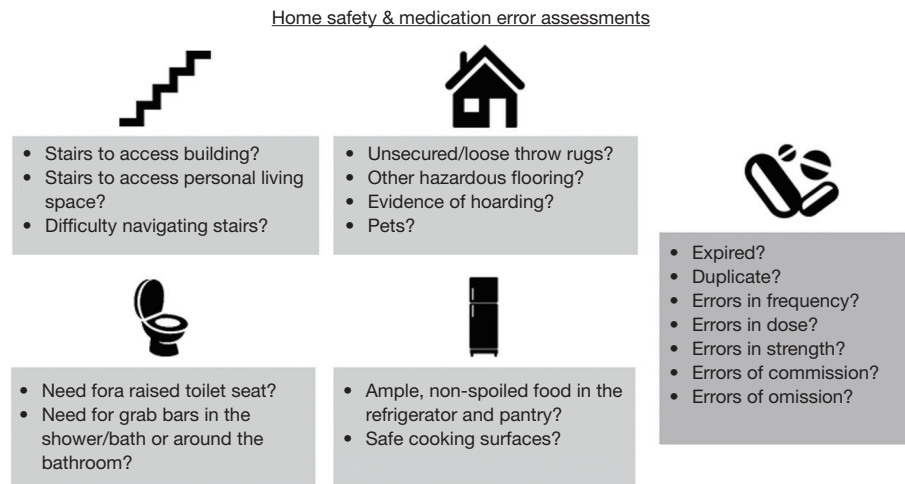 Home safety & medication error assessments
• Stairs to access building?
• Stairs to access personal living
space?
• Difficulty navigating stairs?
• Unsecured/loose throw rugs?
• Other hazardous flooring?
• Evidence of hoarding?
• Pets?
• Expired?
• Duplicate?
• Errors in frequency?
• Errors in dose?
• Errors in strength?
• Errors of commission?
• Errors of omission?
• Need fora raised toilet seat?
• Need for grab bars in the
shower/bath or around the
bathroom?
• Ample, non-spoiled food in the
refrigerator and pantry?
• Safe cooking surfaces?